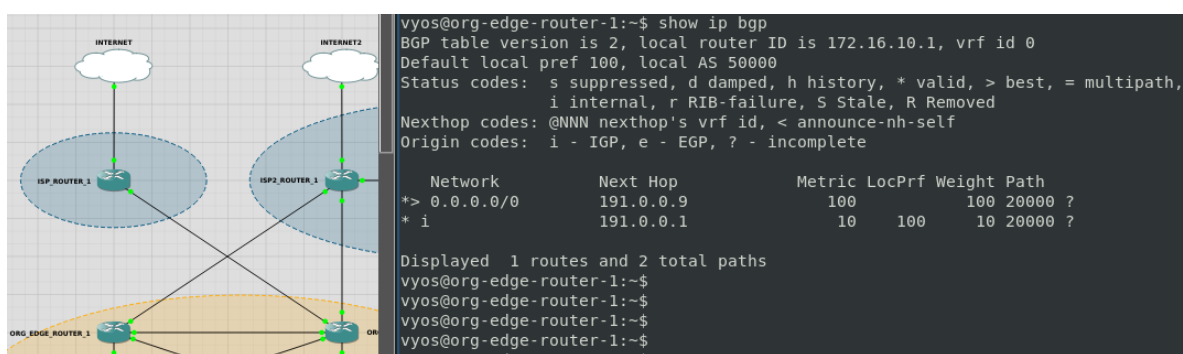 INTERNET
INTERNET2
ISP_ROUTER_1
ISP2_ROUTER_1
ORG_EDGE_ROUTER_1
OR
vyos@org-edge-router-1:~$ show ip bgp
BGP table version is 2, local router ID is 172.16.10.1, vrf id 0
Default local pref 100, local AS 50000
Status codes:  s suppressed, d damped, h history, * valid, > best, = multipath,
i internal, r RIB-failure, S Stale, R Removed
Nexthop codes: @NNN nexthop's vrf id, < announce-nh-self
Origin codes:  i - IGP, e - EGP, ? - incomplete
Network          Next Hop            Metric LocPrf Weight Path
*> 0.0.0.0/0        191.0.0.9              100           100 20000 ?
* i                 191.0.0.1               10    100     10 20000 ?
Displayed  1 routes and 2 total paths
vyos@org-edge-router-1:~$
vyos@org-edge-router-1:~$
vyos@org-edge-router-1:~$
vyos@org-edge-router-1:~$